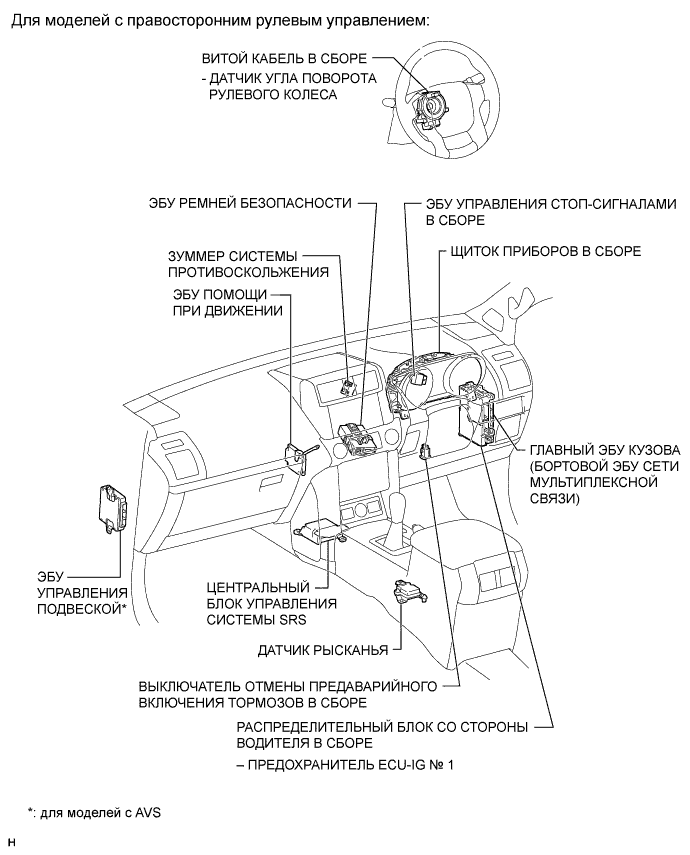 Для моделей с правосторонним рулевым управлением:
ВИТОЙ КАБЕЛЬ В СБОРЕ
- ДАТЧИК УГЛА ПОВОРОТА
РУЛЕВОГО КОЛЕСА
ЭБУ РЕМНЕЙ БЕЗОПАСНОСТИ
ЭБУ УПРАВЛЕНИЯ СТОП-СИГНАЛАМИ
В СБОРЕ
ЗУММЕР СИСТЕМЫ
ПРОТИВОСКОЛЬЖЕНИЯ
ЩИТОК ПРИБОРОВ В СБОРЕ
ЭБУ ПОМОЩИ
ПРИ ДВИЖЕНИИ
ГЛАВНЫЙ ЭБУ КУЗОВА
(БОРТОВОЙ ЭБУ СЕТИ
МУЛЬТИПЛЕКСНОЙ
СВЯЗИ)
ЭБУ
УПРАВЛЕНИЯ
ПОДВЕСКОЙ*
ЦЕНТРАЛЬНЫЙ
БЛОК УПРАВЛЕНИЯ
СИСТЕМЫ SRS
ДАТЧИК РЫСКАНЬЯ
ВЫКЛЮЧАТЕЛЬ ОТМЕНЫ ПРЕДАВАРИЙНОГО
ВКЛЮЧЕНИЯ ТОРМОЗОВ В СБОРЕ
РАСПРЕДЕЛИТЕЛЬНЫЙ БЛОК СО СТОРОНЫ
ВОДИТЕЛЯ В СБОРЕ
– ПРЕДОХРАНИТЕЛЬ ECU-IG № 1
*: для моделей с AVS
H